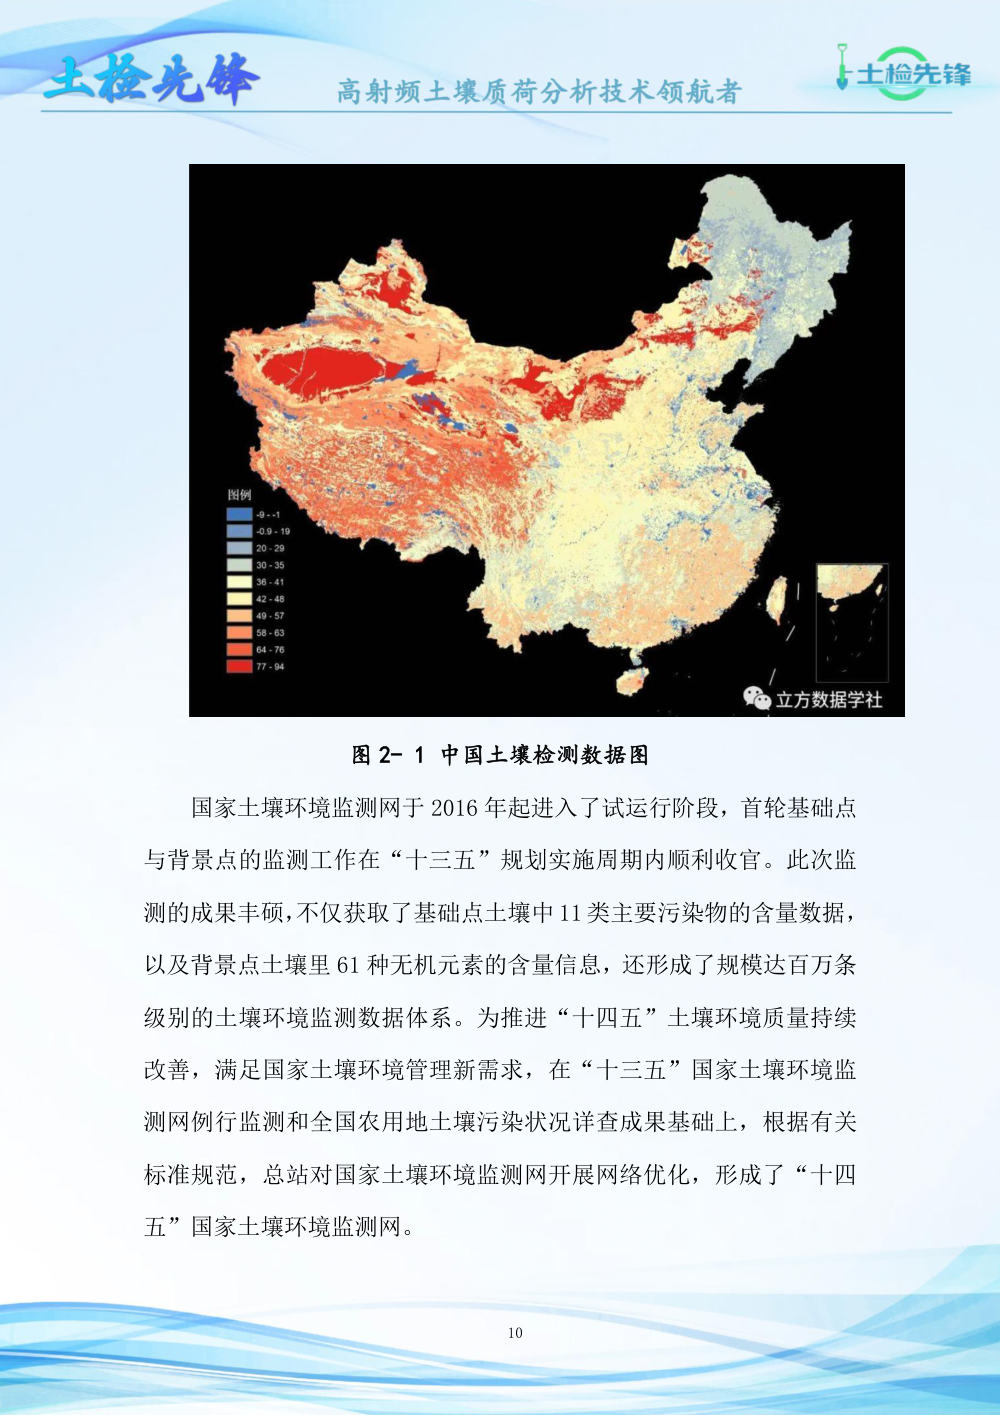 土检先锋
高射频土壤质荷分析技术领航者
土检先锋
图例
-9 - -1
-0.9 - 19
20 - 29
30 - 35
36 - 41
42 - 48
49 - 57
58 - 63
64 - 76
77 - 94
立方数据学社
图 2- 1 中国土壤检测数据图
国家土壤环境监测网于 2016 年起进入了试运行阶段，首轮基础点
与背景点的监测工作在“十三五”规划实施周期内顺利收官。此次监
测的成果丰硕，不仅获取了基础点土壤中 11 类主要污染物的含量数据，
以及背景点土壤里 61 种无机元素的含量信息，还形成了规模达百万条
级别的土壤环境监测数据体系。为推进“十四五”土壤环境质量持续
改善，满足国家土壤环境管理新需求，在“十三五”国家土壤环境监
测网例行监测和全国农用地土壤污染状况详查成果基础上，根据有关
标准规范，总站对国家土壤环境监测网开展网络优化，形成了“十四
五”国家土壤环境监测网。
10